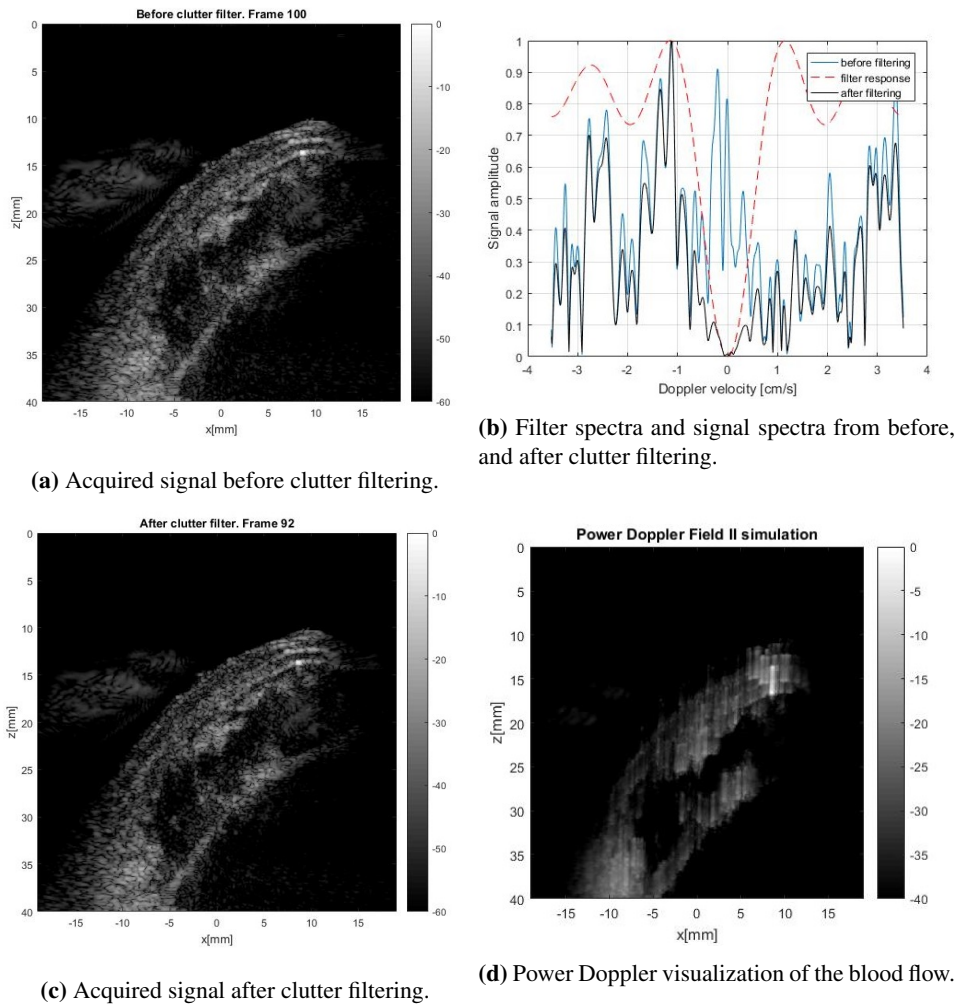 Before clutter filter. Frame 100
0
5
10
15
20
25
30
35
40
z[mm]
-15 -10 -5 0 5 10 15
x[mm]
0
-10
-20
-30
-40
-50
-60
(a) Acquired signal before clutter filtering.
1
0.9
0.8
0.7
0.6
0.5
0.4
0.3
0.2
0.1
0
Signal amplitude
before filtering
filter response
after filtering
-4 -3 -2 -1 0 1 2 3 4
Doppler velocity [cm/s]
(b) Filter spectra and signal spectra from before,
and after clutter filtering.
After clutter filter. Frame 92
0
5
10
15
20
25
30
35
40
z[mm]
-15 -10 -5 0 5 10 15
x[mm]
0
-10
-20
-30
-40
-50
-60
(c) Acquired signal after clutter filtering.
Power Doppler Field II simulation
0
5
10
15
20
25
30
35
40
z[mm]
-15 -10 -5 0 5 10 15
x[mm]
0
-5
-10
-15
-20
-25
-30
-35
-40
(d) Power Doppler visualization of the blood flow.